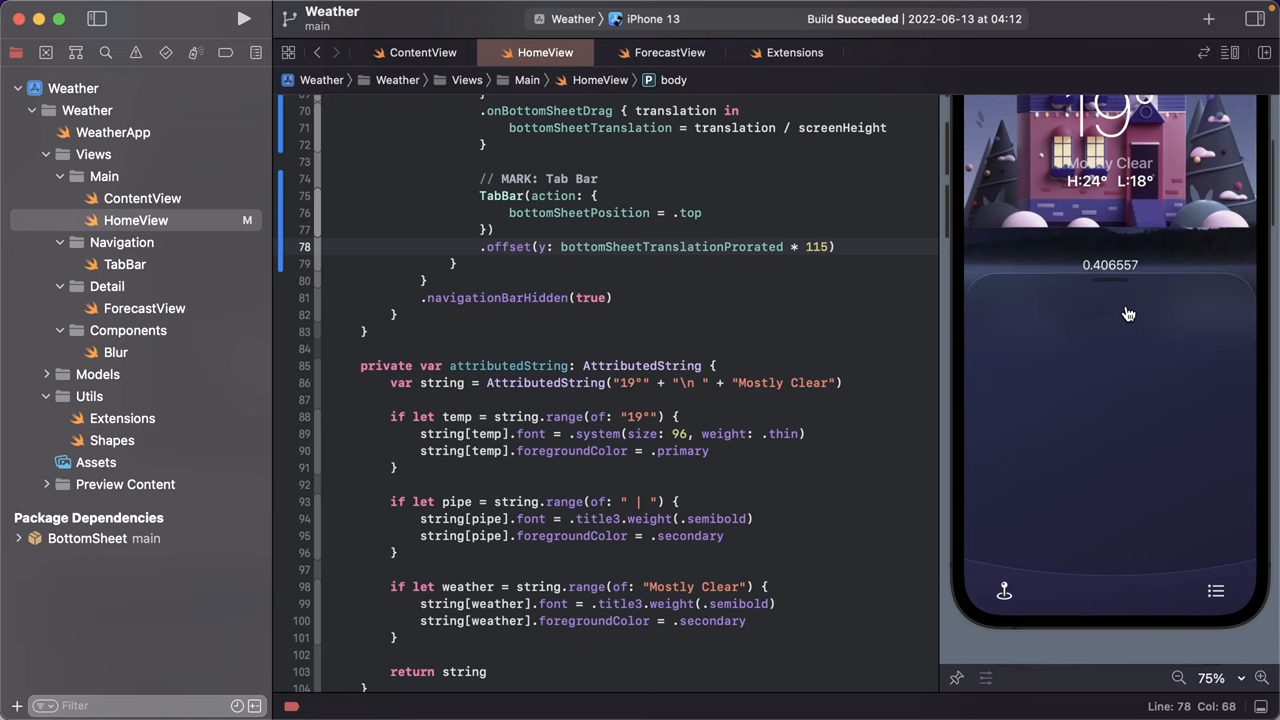 Weather
main
Weather
iPhone 13
Build Succeeded | 2022-06-13 at 04:12
ContentView
HomeView
ForecastView
Extensions
Weather
Weather
Views
Main
HomeView
P body
Weather
Weather
WeatherApp
Views
Main
ContentView
HomeView M
Navigation
TabBar
Detail
ForecastView
Components
Blur
Models
Utils
Extensions
Shapes
Assets
Preview Content
Package Dependencies
BottomSheet main
Filter
69 }
70 .onBottomSheetDrag { translation in
71 bottomSheetTranslation = translation / screenHeight
72 }
73
74 // MARK: Tab Bar
75 TabBar(action: {
76 bottomSheetPosition = .top
77 })
78 .offset(y: bottomSheetTranslationProrated * 115)
79 }
80 }
81 .navigationBarHidden(true)
82 }
83 }
84
85 private var attributedString: AttributedString {
86 var string = AttributedString("19°" + "\n " + "Mostly Clear")
87
88 if let temp = string.range(of: "19°") {
89 string[temp].font = .system(size: 96, weight: .thin)
90 string[temp].foregroundColor = .primary
91 }
92
93 if let pipe = string.range(of: " | ") {
94 string[pipe].font = .title3.weight(.semibold)
95 string[pipe].foregroundColor = .secondary
96 }
97
98 if let weather = string.range(of: "Mostly Clear") {
99 string[weather].font = .title3.weight(.semibold)
100 string[weather].foregroundColor = .secondary
101 }
102
103 return string
104 }
19°
Mostly Clear
H:24° L:18°
0.406557
75%
Line: 78 Col: 68